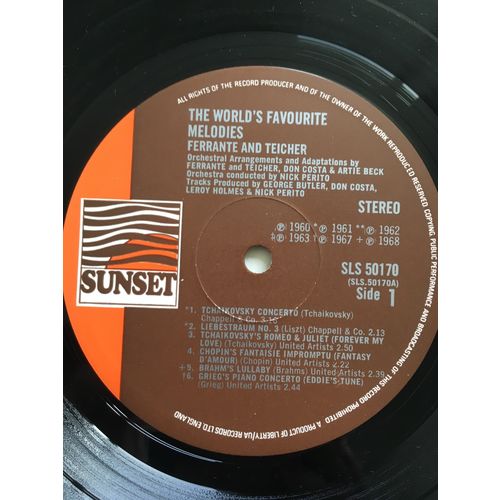 ALL RIGHTS OF THE RECORD PRODUCER AND OF THE OWNER OF THE WORK REPRODUCED RESERVED. COPYING, PUBLIC PERFORMANCE AND BROADCASTING OF THIS RECORD PROHIBITED
THE WORLD'S FAVOURITE
MELODIES
FERRANTE AND TEICHER
Orchestral Arrangements and Adaptations by
FERRANTE and TEICHER, DON COSTA & ARTIE BECK
Orchestra conducted by NICK PERITO
Tracks Produced by GEORGE BUTLER, DON COSTA,
LEROY HOLMES & NICK PERITO
STEREO
℗ 1960 * ℗ 1961 ** ℗ 1962
‡ ℗ 1963 † ℗ 1967 + ℗ 1968
SLS 50170
(SLS.50170A)
Side 1
SUNSET
*1. TCHAIKOVSKY CONCERTO (Tchaikovsky)
Chappell & Co. 3.16
*2. LIEBESTRAUM NO. 3 (Liszt) Chappell & Co. 2.13
3. TCHAIKOVSKY'S ROMEO & JULIET (FOREVER MY
LOVE) (Tchaikovsky) United Artists 2.50
4. CHOPIN'S FANTAISIE IMPROMPTU (FANTASY
D'AMOUR) (Chopin) United Artists 2.22
+5. BRAHM'S LULLABY (Brahms) United Artists 2.39
†6. GRIEG'S PIANO CONCERTO (EDDIE'S TUNE)
(Grieg) United Artists 2.44
A PRODUCT OF LIBERTY/UA RECORDS LTD ENGLAND